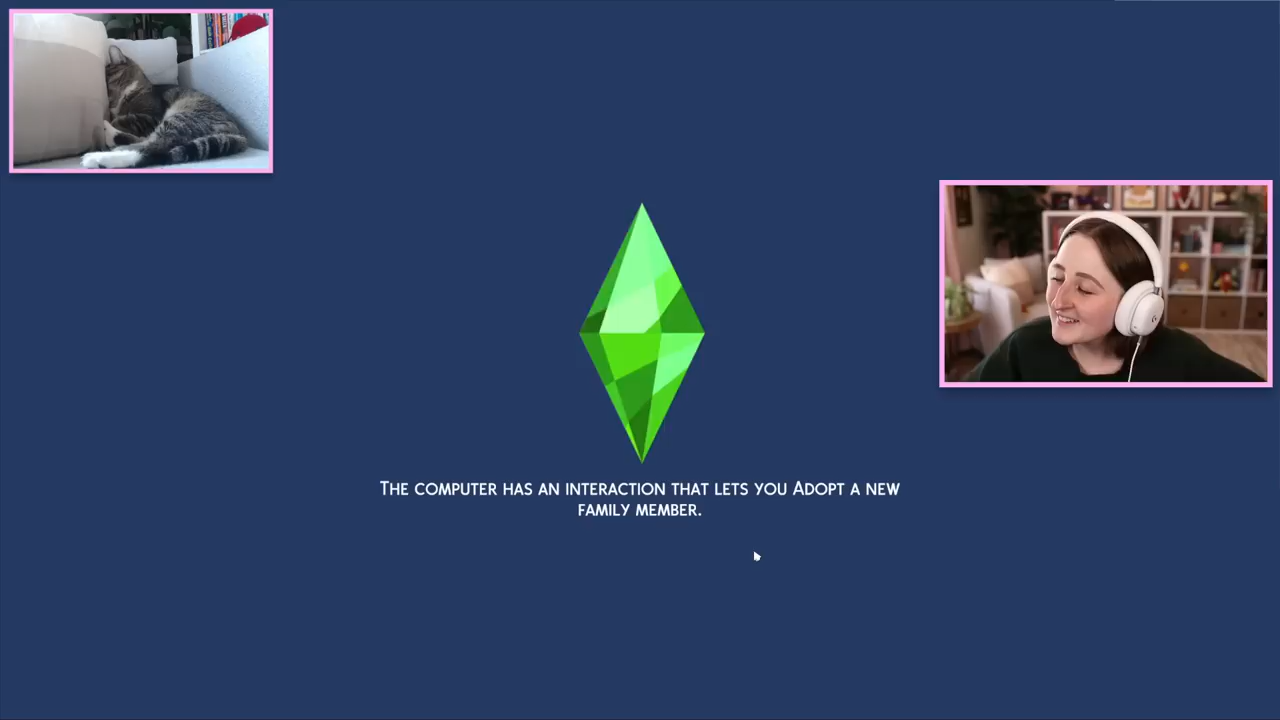 The computer has an interaction that lets you Adopt a new
family member.